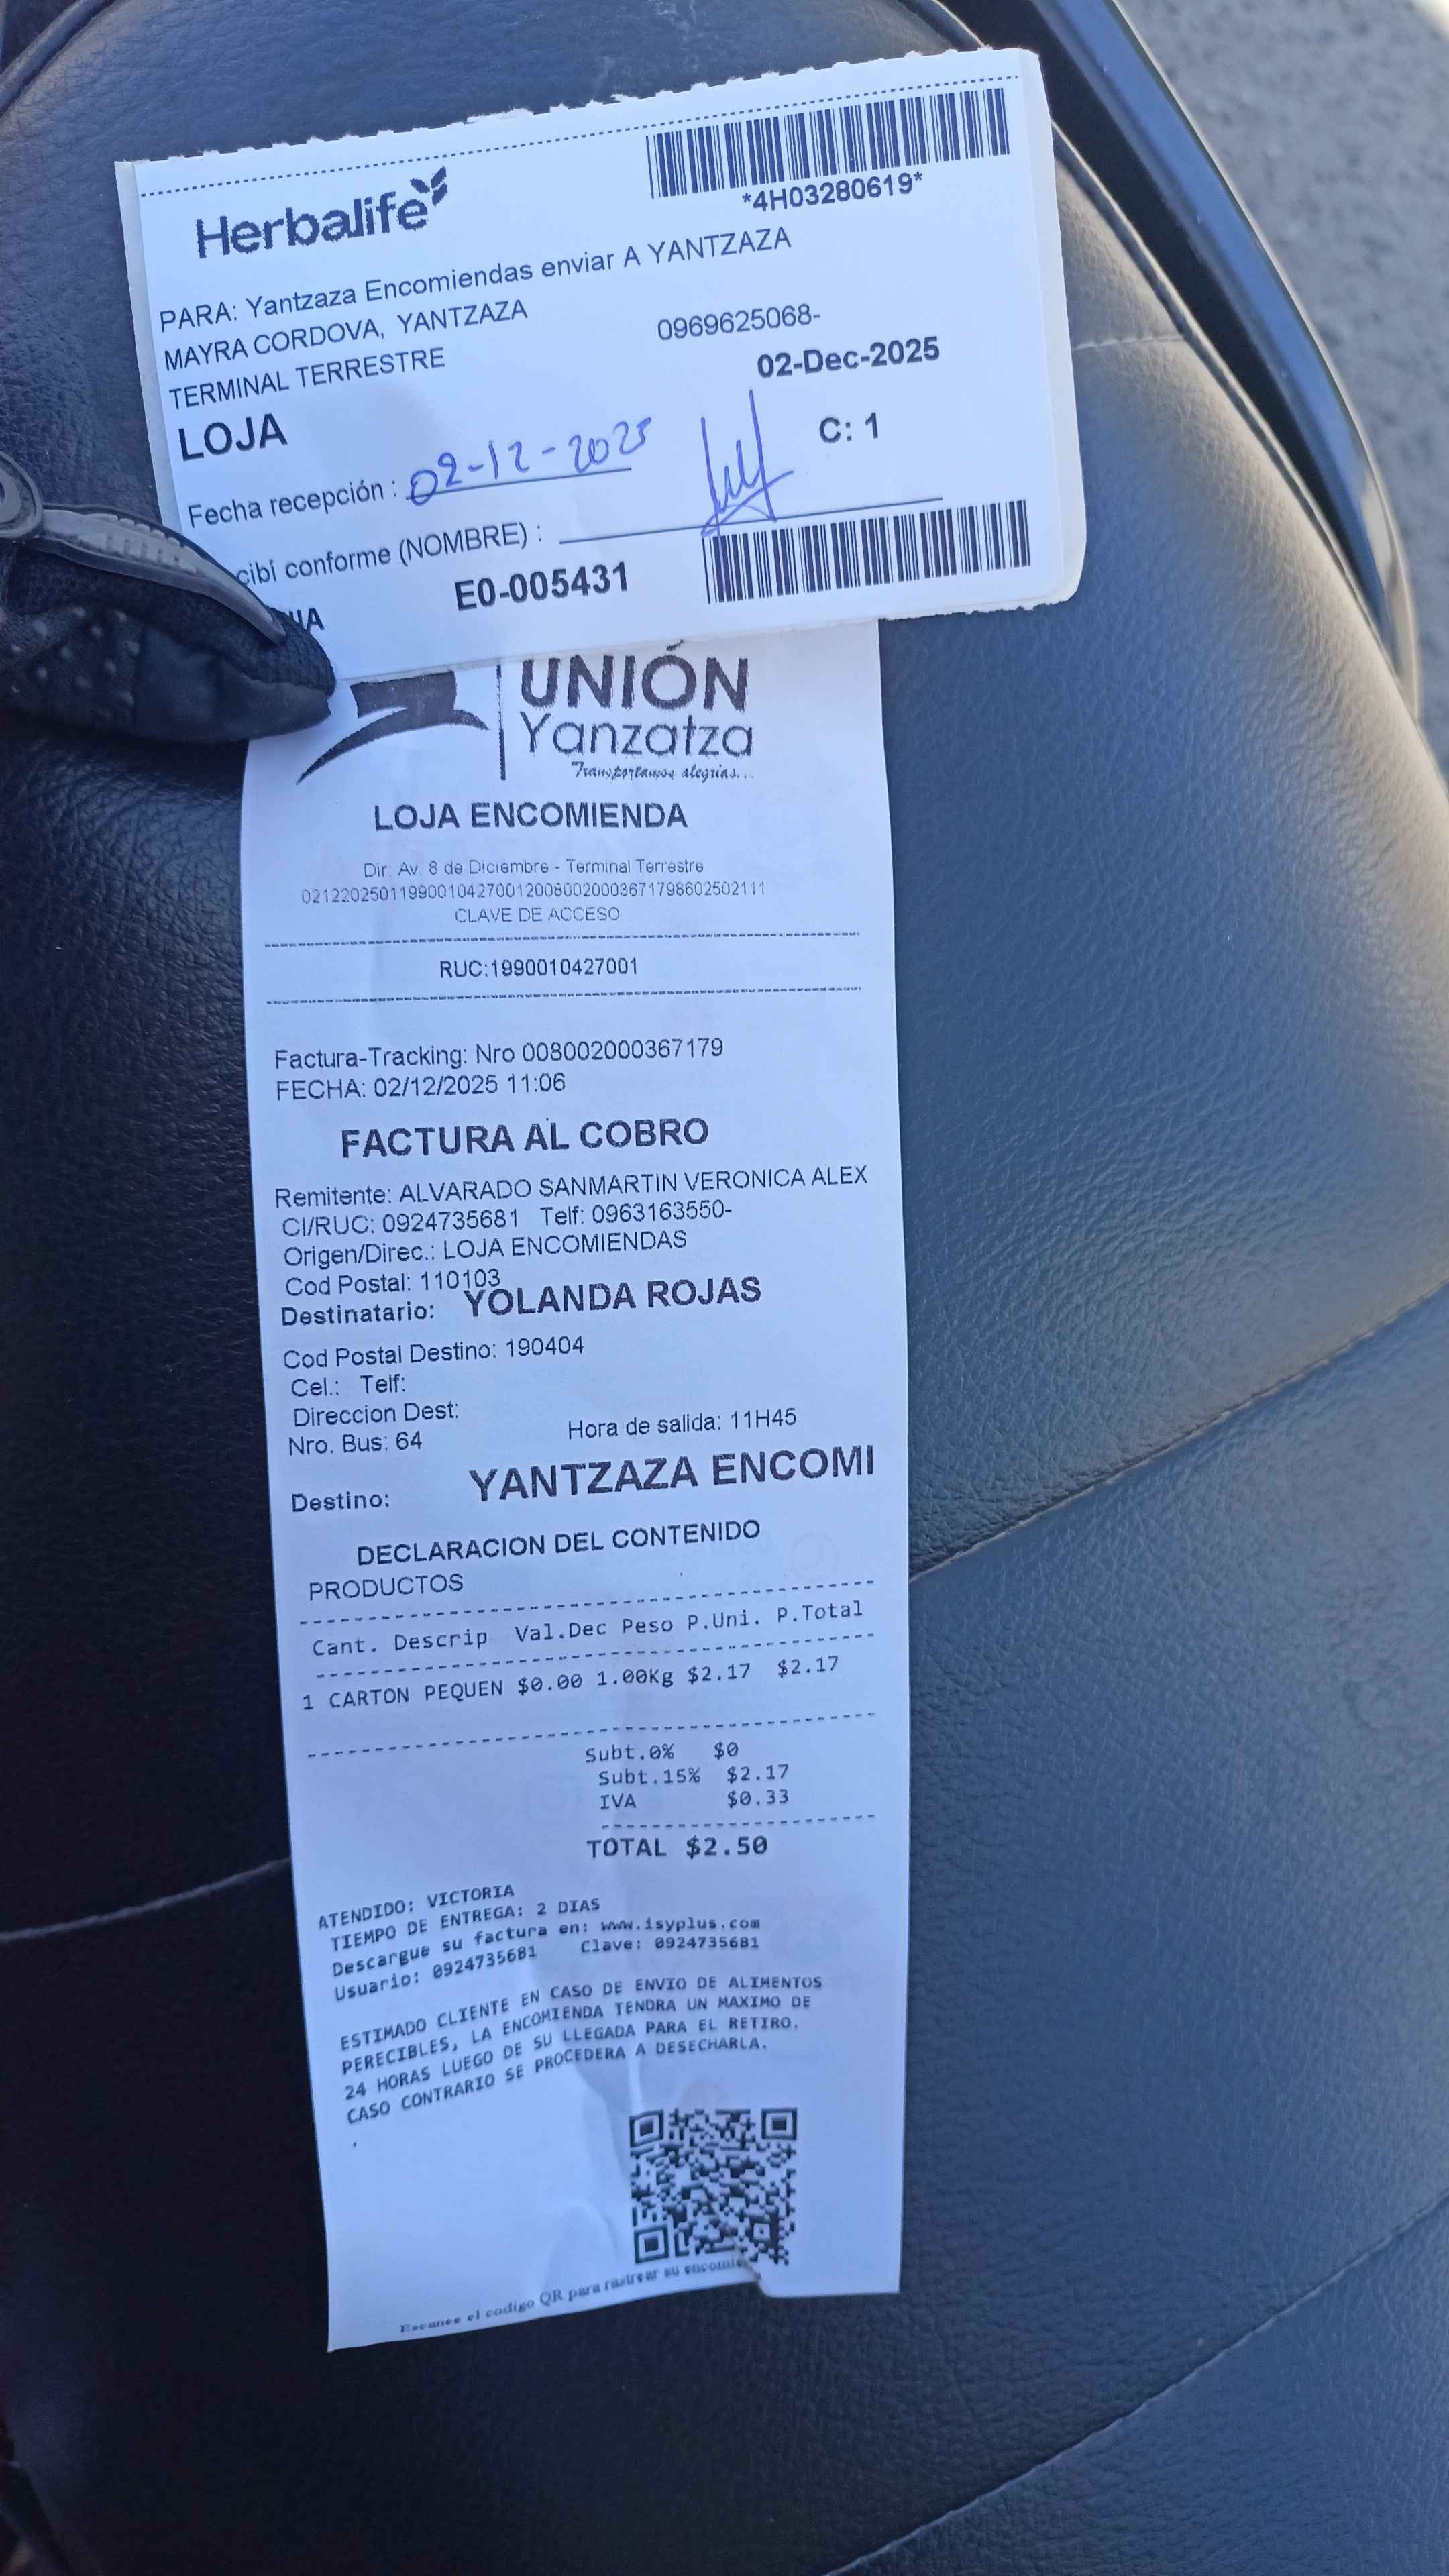 *4H03280619*
Herbalife
PARA: Yantzaza Encomiendas enviar A YANTZAZA
MAYRA CORDOVA, YANTZAZA
0969625068-
TERMINAL TERRESTRE
02-Dec-2025
LOJA
C: 1
Fecha recepción : 02-12-2025
cibí conforme (NOMBRE) :
E0-005431
UNIÓN
Yanzatza
Transportamos alegrías...
LOJA ENCOMIENDA
Dir: Av. 8 de Diciembre - Terminal Terrestre
0212202501199001042700120080020003671798602502111
CLAVE DE ACCESO
RUC:1990010427001
Factura-Tracking: Nro 008002000367179
FECHA: 02/12/2025 11:06
FACTURA AL COBRO
Remitente: ALVARADO SANMARTIN VERONICA ALEX
CI/RUC: 0924735681 Telf: 0963163550-
Origen/Direc.: LOJA ENCOMIENDAS
Cod Postal: 110103
Destinatario: YOLANDA ROJAS
Cod Postal Destino: 190404
Cel.: Telf:
Direccion Dest:
Nro. Bus: 64 Hora de salida: 11H45
Destino: YANTZAZA ENCOMI
DECLARACION DEL CONTENIDO
PRODUCTOS
Cant. Descrip Val.Dec Peso P.Uni. P.Total
1 CARTON PEQUEN $0.00 1.00Kg $2.17 $2.17
Subt.0% $0
Subt.15% $2.17
IVA $0.33
TOTAL $2.50
ATENDIDO: VICTORIA
TIEMPO DE ENTREGA: 2 DIAS
Descargue su factura en: www.isyplus.com
Usuario: 0924735681 Clave: 0924735681
ESTIMADO CLIENTE EN CASO DE ENVIO DE ALIMENTOS
PERECIBLES, LA ENCOMIENDA TENDRA UN MAXIMO DE
24 HORAS LUEGO DE SU LLEGADA PARA EL RETIRO.
CASO CONTRARIO SE PROCEDERA A DESECHARLA.
Escanee el codigo QR para rastrear su encomie